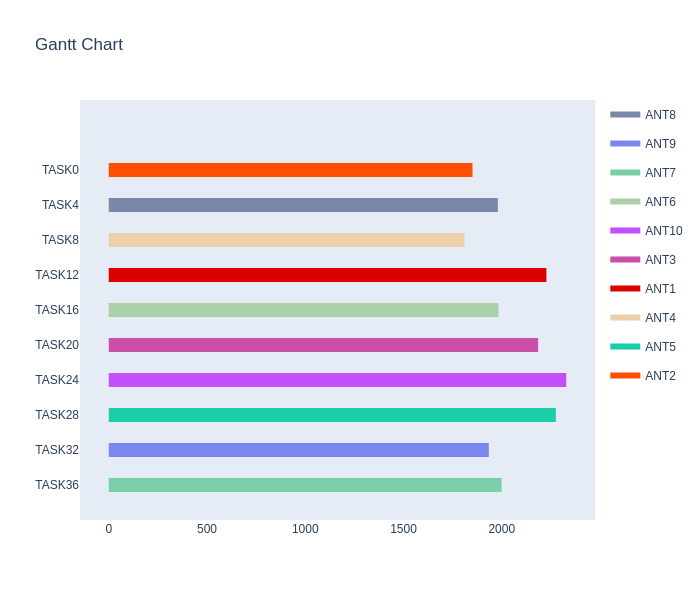 Gantt Chart
TASK0
TASK4
TASK8
TASK12
TASK16
TASK20
TASK24
TASK28
TASK32
TASK36
0 500 1000 1500 2000
ANT8
ANT9
ANT7
ANT6
ANT10
ANT3
ANT1
ANT4
ANT5
ANT2